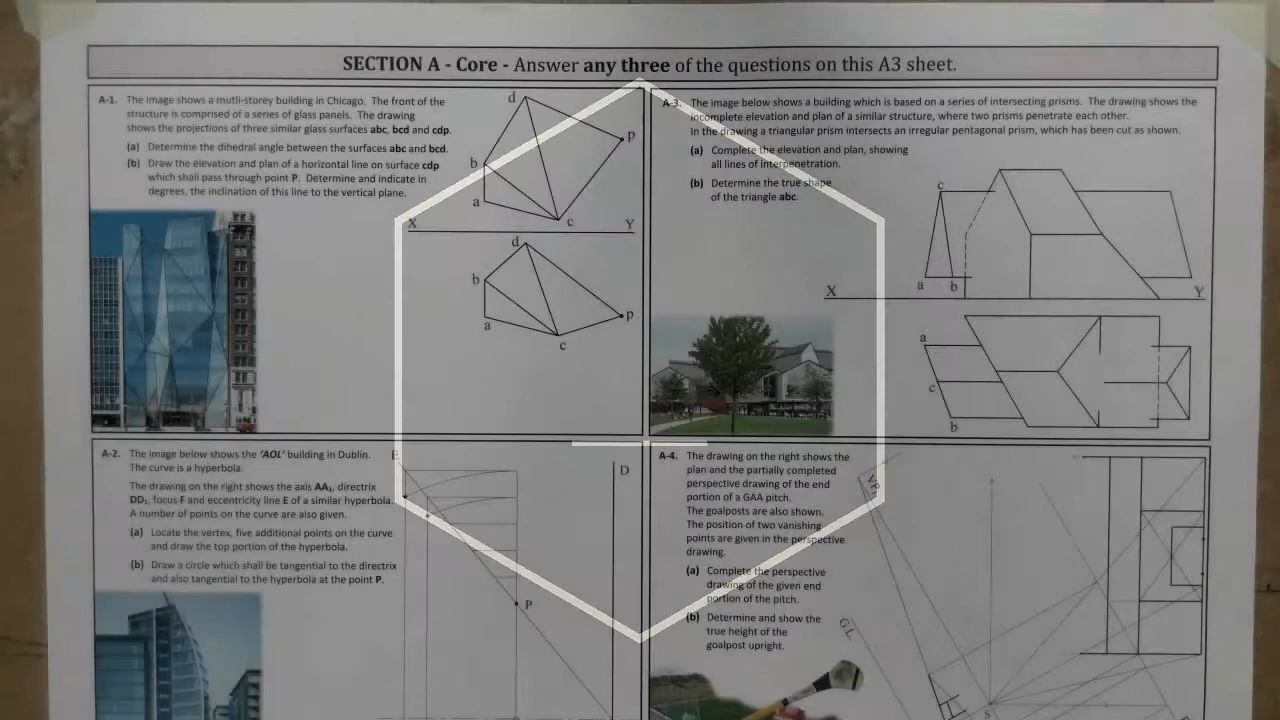 SECTION A - Core - Answer any three of the questions on this A3 sheet.
A-1. The image shows a mutli-storey building in Chicago. The front of the
structure is comprised of a series of glass panels. The drawing
shows the projections of three similar glass surfaces abc, bcd and cdp.
(a) Determine the dihedral angle between the surfaces abc and bcd.
(b) Draw the elevation and plan of a horizontal line on surface cdp
which shall pass through point P. Determine and indicate in
degrees, the inclination of this line to the vertical plane.
d
p
b
a
c
X
Y
d
b
p
a
c
A-3. The image below shows a building which is based on a series of intersecting prisms. The drawing shows the
incomplete elevation and plan of a similar structure, where two prisms penetrate each other.
In the drawing a triangular prism intersects an irregular pentagonal prism, which has been cut as shown.
(a) Complete the elevation and plan, showing
all lines of interpenetration.
(b) Determine the true shape
of the triangle abc.
c
a
b
X
Y
a
c
b
A-2. The image below shows the 'AOL' building in Dublin.
The curve is a hyperbola.
The drawing on the right shows the axis AA₁, directrix
DD₁, focus F and eccentricity line E of a similar hyperbola.
A number of points on the curve are also given.
(a) Locate the vertex, five additional points on the curve
and draw the top portion of the hyperbola.
(b) Draw a circle which shall be tangential to the directrix
and also tangential to the hyperbola at the point P.
E
D
P
A-4. The drawing on the right shows the
plan and the partially completed
perspective drawing of the end
portion of a GAA pitch.
The goalposts are also shown.
The position of two vanishing
points are given in the perspective
drawing.
(a) Complete the perspective
drawing of the given end
portion of the pitch.
(b) Determine and show the
true height of the
goalpost upright.
G.L.
S